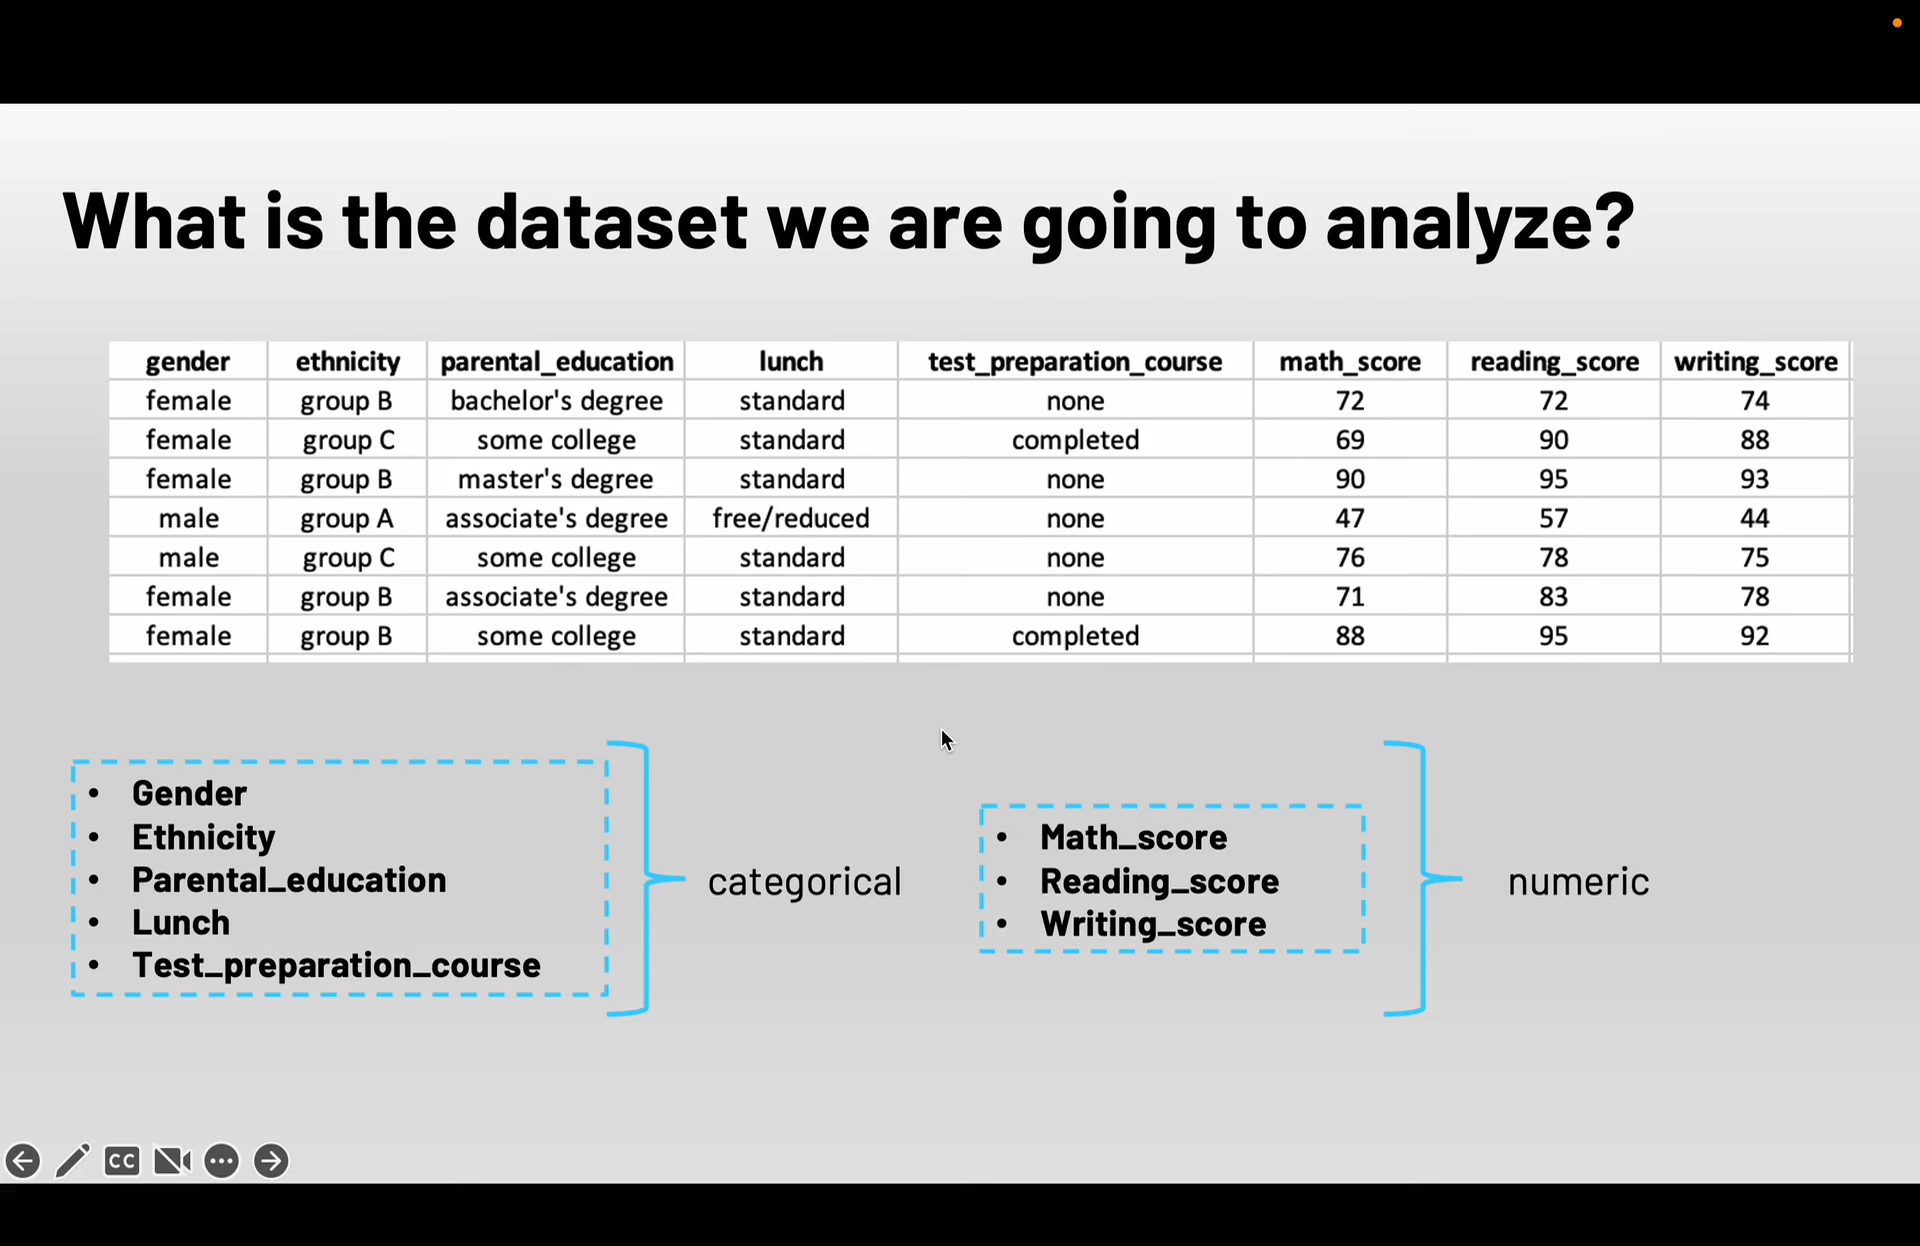 What is the dataset we are going to analyze?
gender ethnicity parental_education lunch test_preparation_course math_score reading_score writing_score
female group B bachelor's degree standard none 72 72 74
female group C some college standard completed 69 90 88
female group B master's degree standard none 90 95 93
male group A associate's degree free/reduced none 47 57 44
male group C some college standard none 76 78 75
female group B associate's degree standard none 71 83 78
female group B some college standard completed 88 95 92
• Gender
• Ethnicity
• Parental_education
• Lunch
• Test_preparation_course
categorical
• Math_score
• Reading_score
• Writing_score
numeric
CC